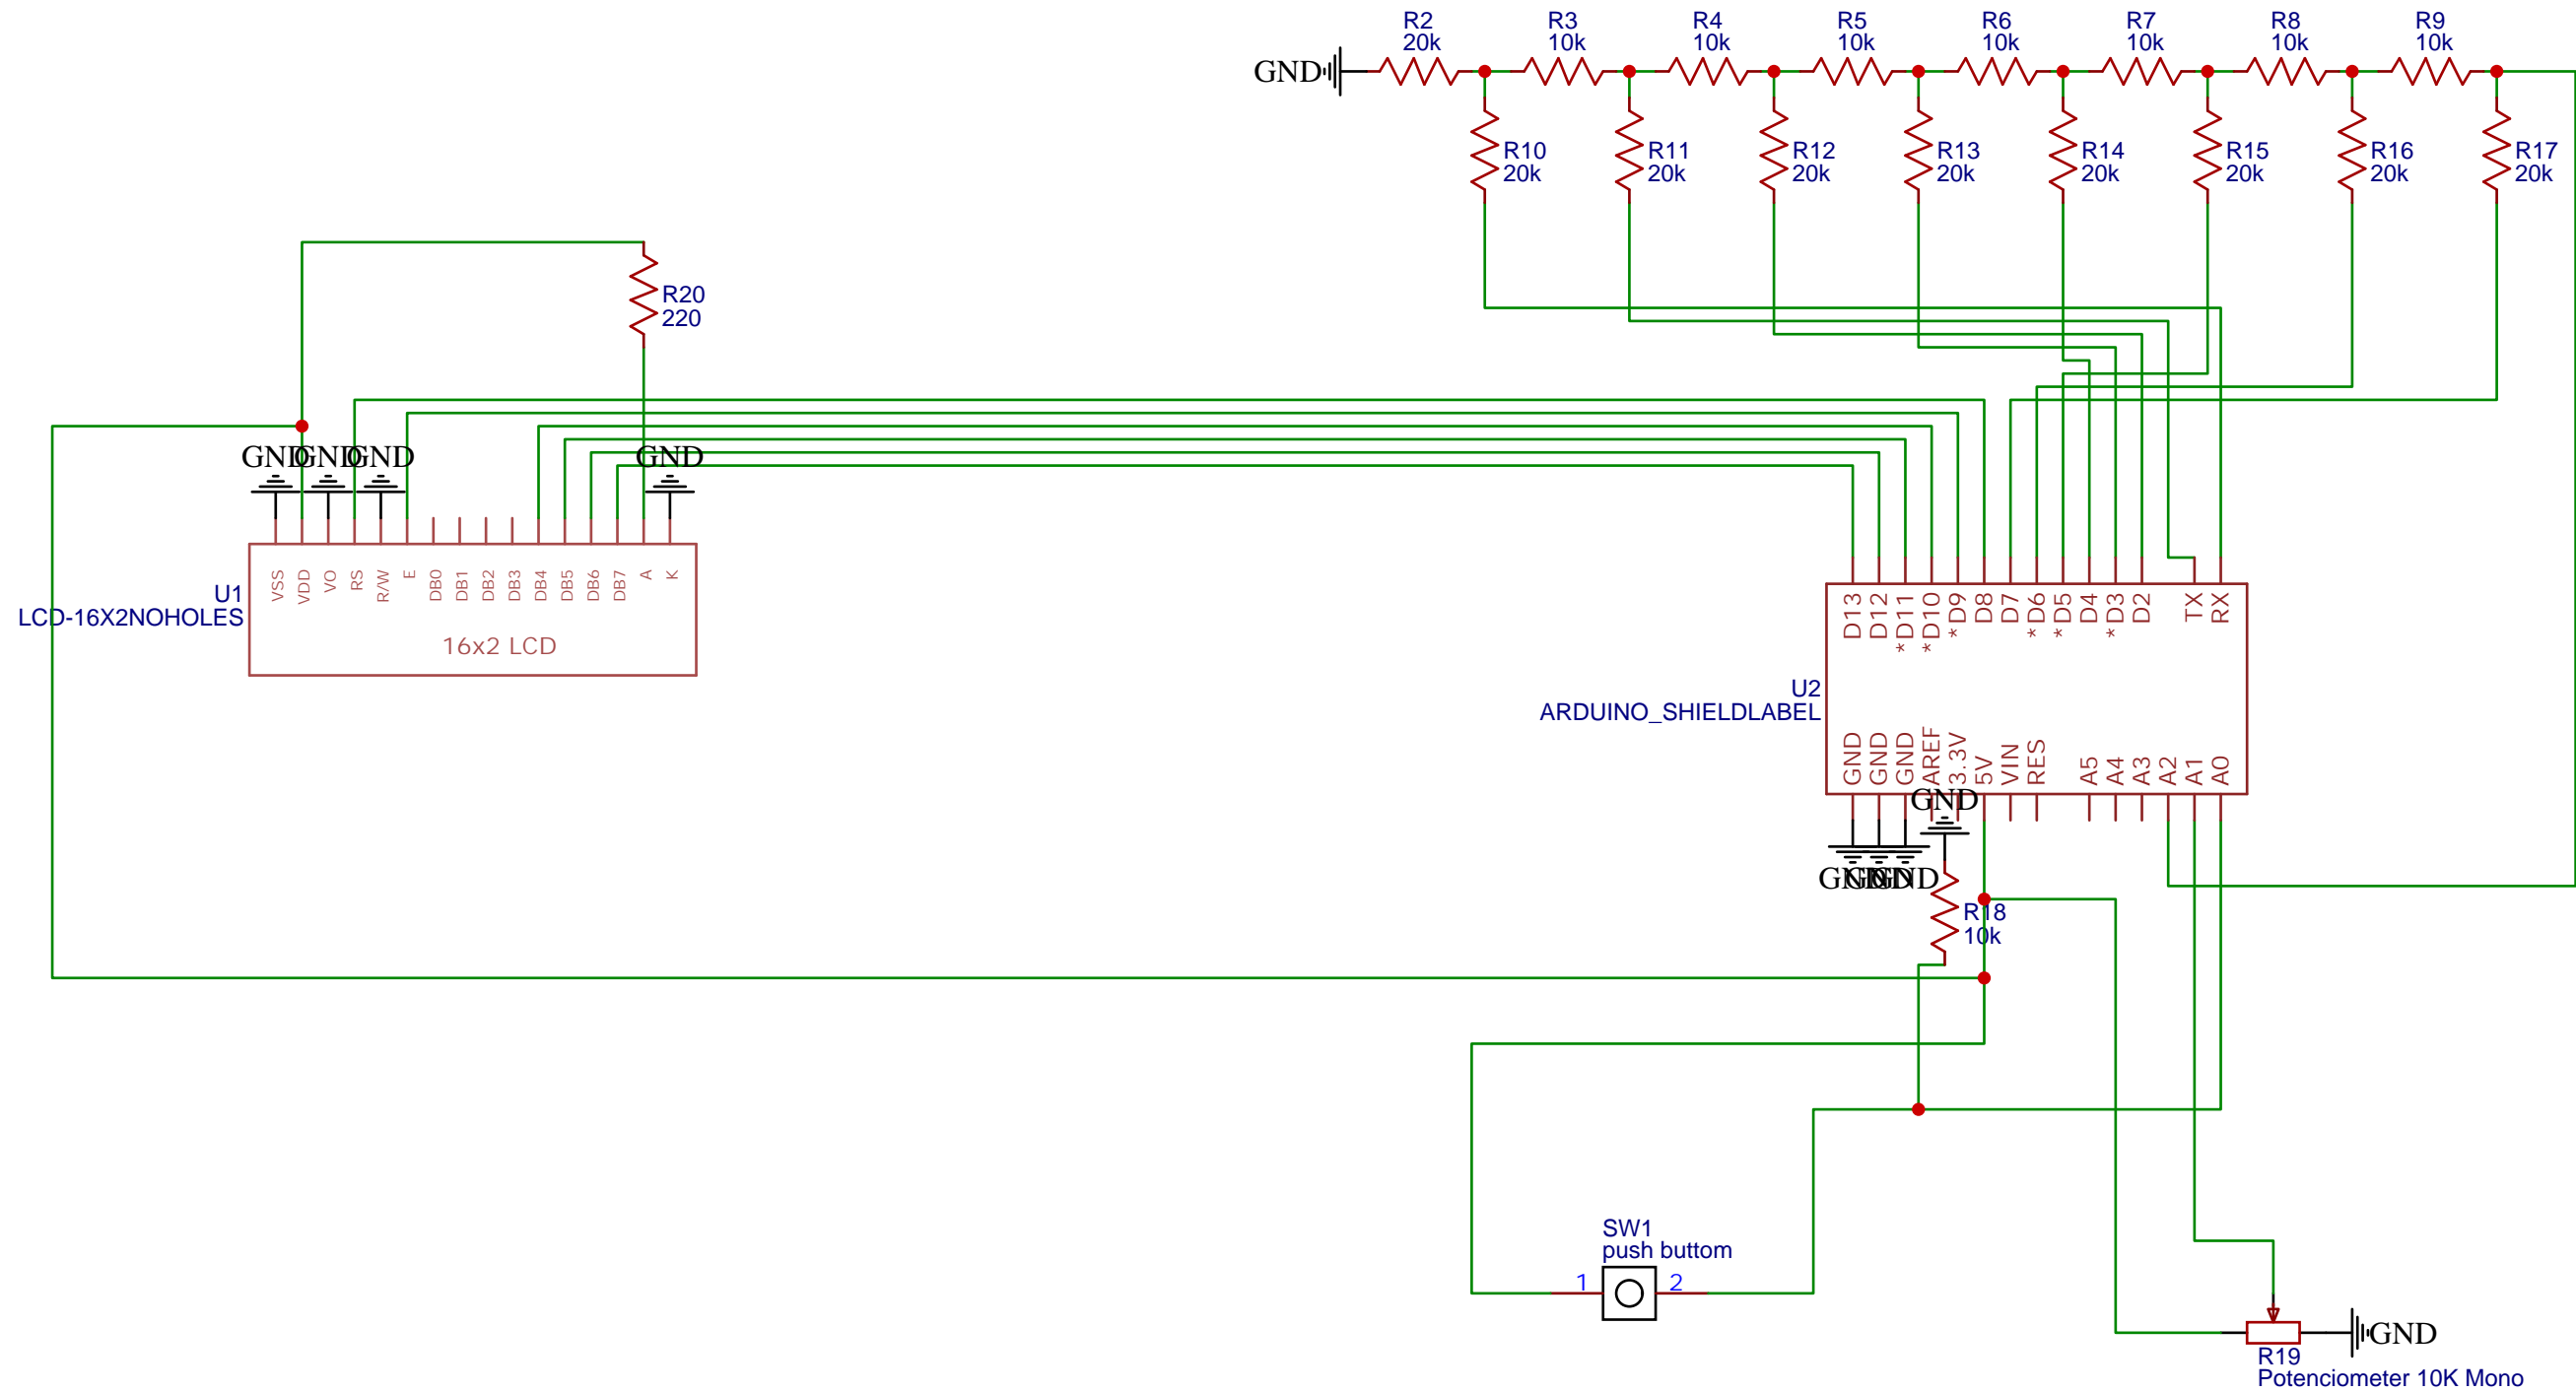 R2
20k
R3
10k
R4
10k
R5
10k
R6
10k
R7
10k
R8
10k
R9
10k
GND
R10
20k
R11
20k
R12
20k
R13
20k
R14
20k
R15
20k
R16
20k
R17
20k
R20
220
GND
GND
GND
GND
VSS
VDD
VO
RS
R/W
E
DB0
DB1
DB2
DB3
DB4
DB5
DB6
DB7
A
K
U1
LCD-16X2NOHOLES
16x2 LCD
D13
D12
*D11
*D10
*D9
D8
D7
*D6
*D5
D4
*D3
D2
TX
RX
U2
ARDUINO_SHIELDLABEL
GND
GND
GND
AREF
3.3V
5V
VIN
RES
A5
A4
A3
A2
A1
A0
GND
GND
GND
GND
R18
10k
SW1
push buttom
1
2
GND
R19
Potenciometer 10K Mono